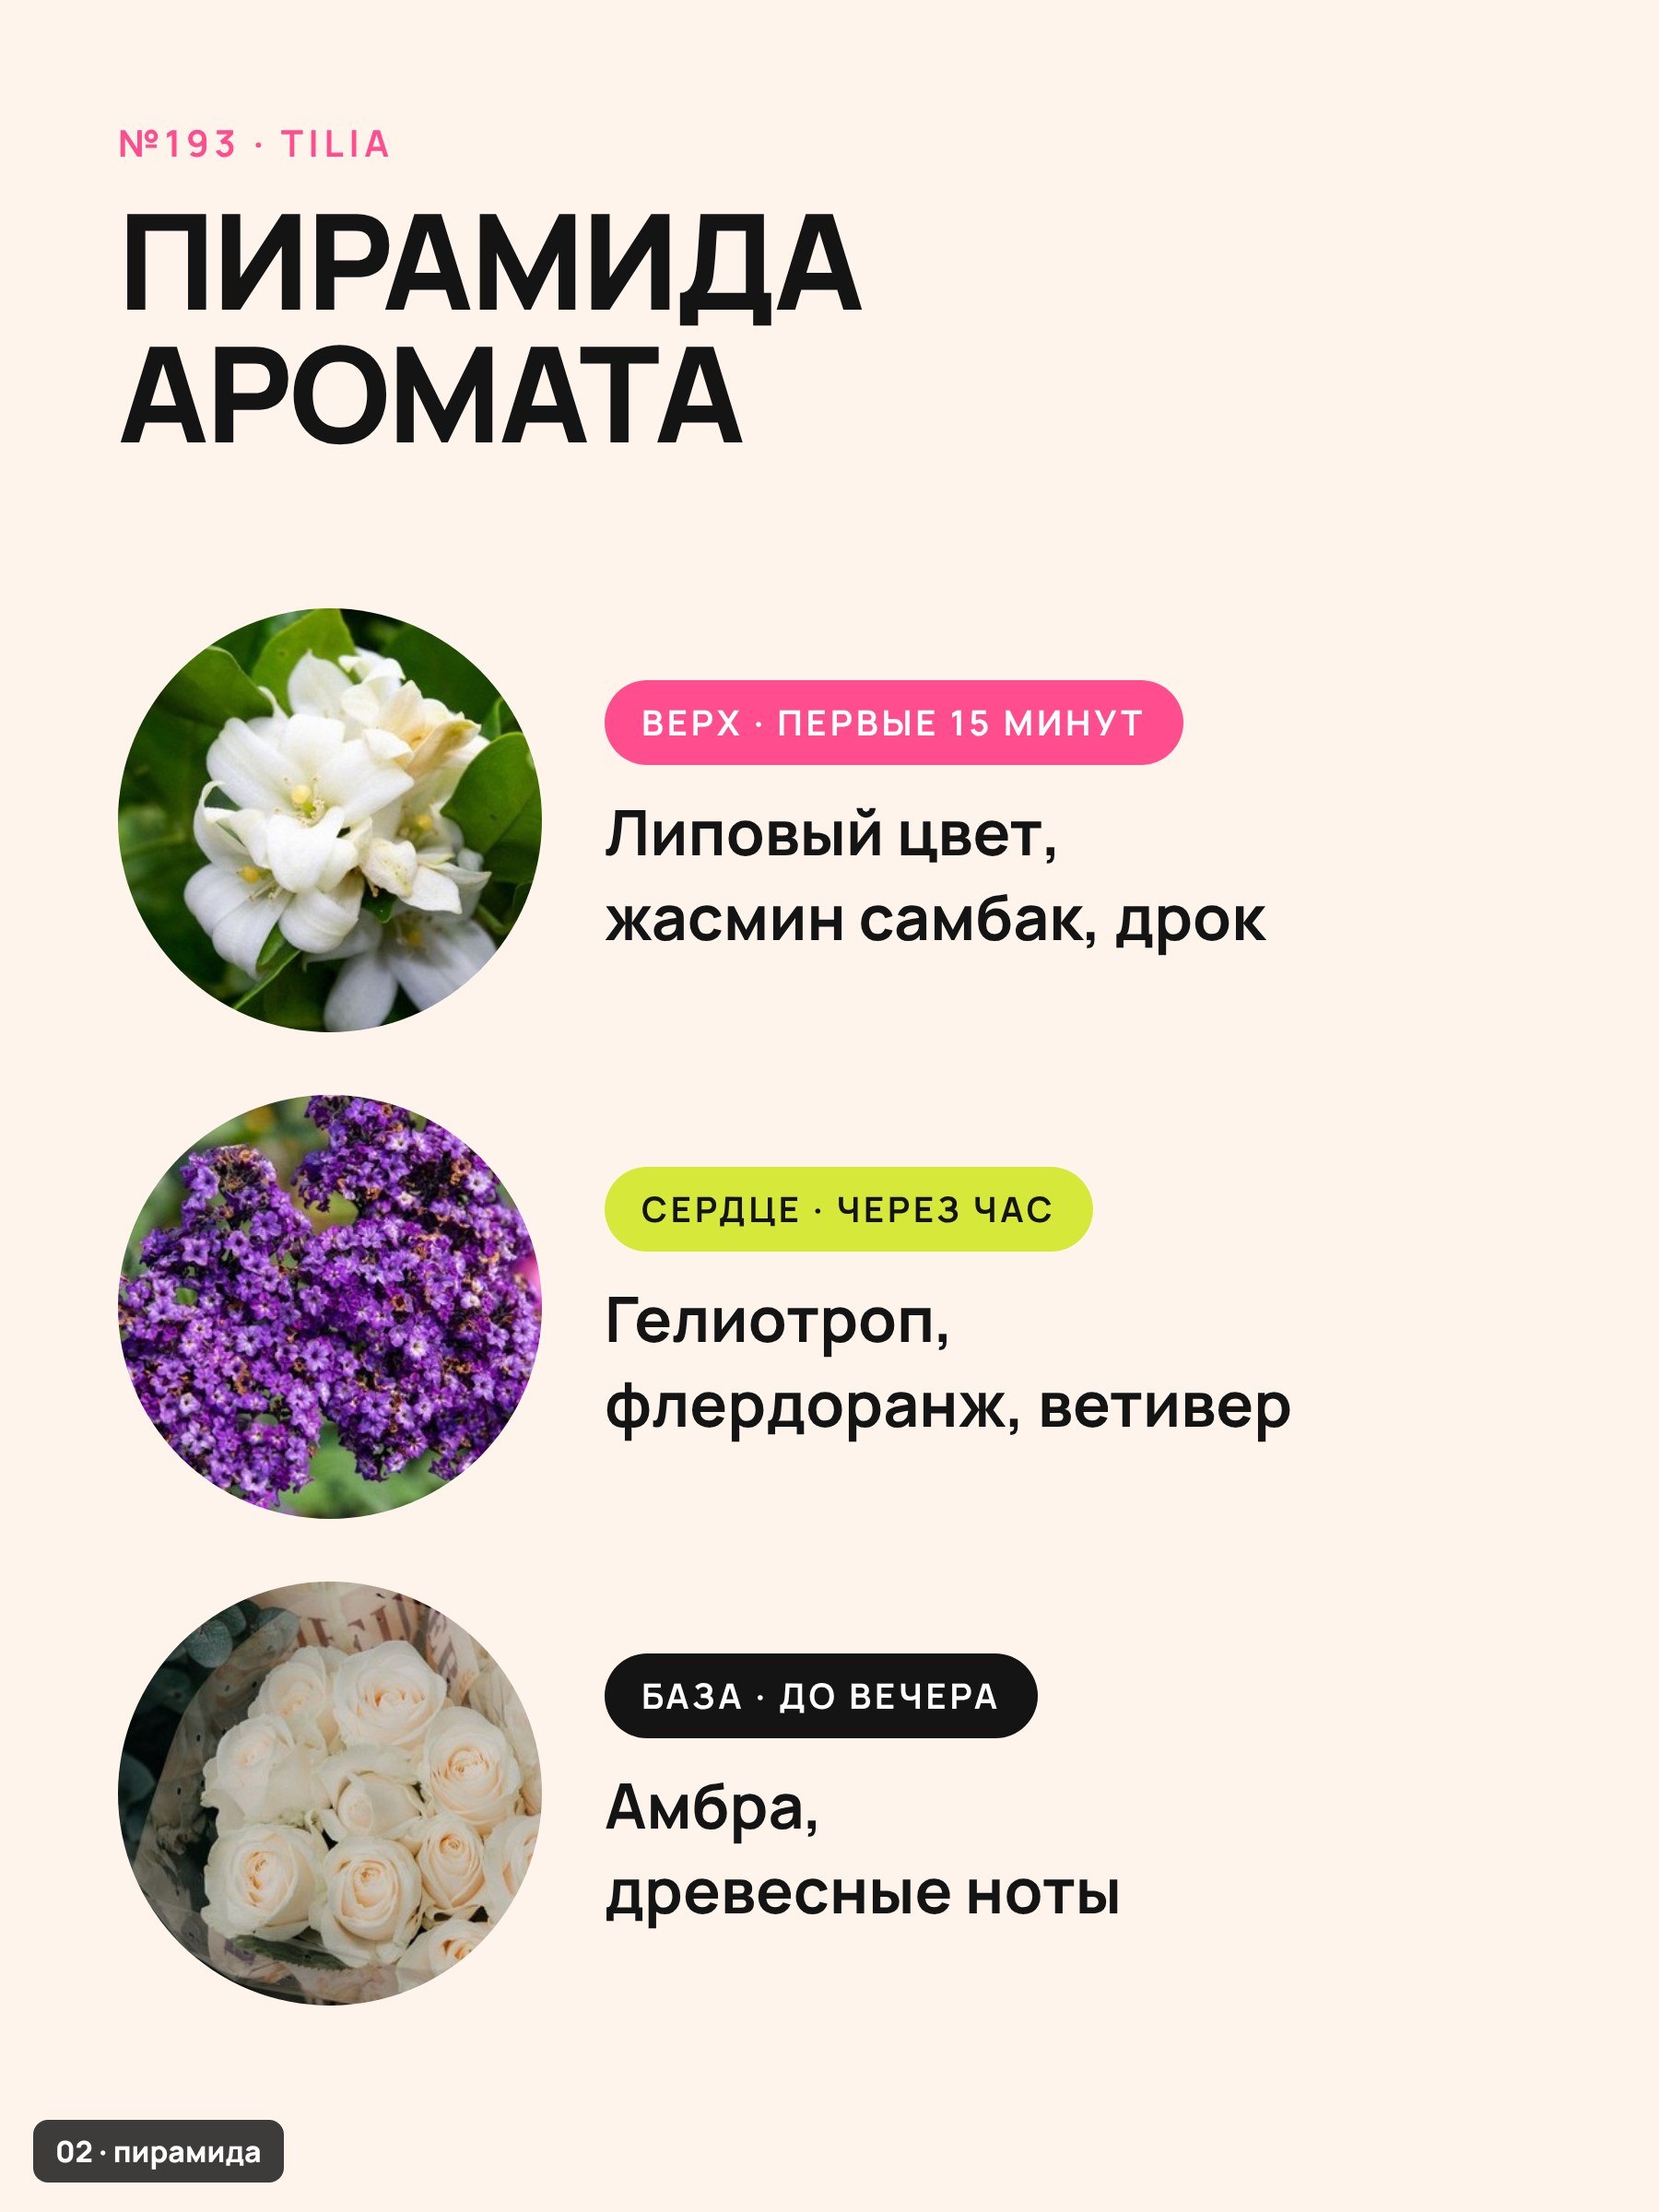 №193 · TILIA
ПИРАМИДА
АРОМАТА
ВЕРХ · ПЕРВЫЕ 15 МИНУТ
Липовый цвет,
жасмин самбак, дрок
СЕРДЦЕ · ЧЕРЕЗ ЧАС
Гелиотроп,
флердоранж, ветивер
БАЗА · ДО ВЕЧЕРА
Амбра,
древесные ноты
02 · пирамида